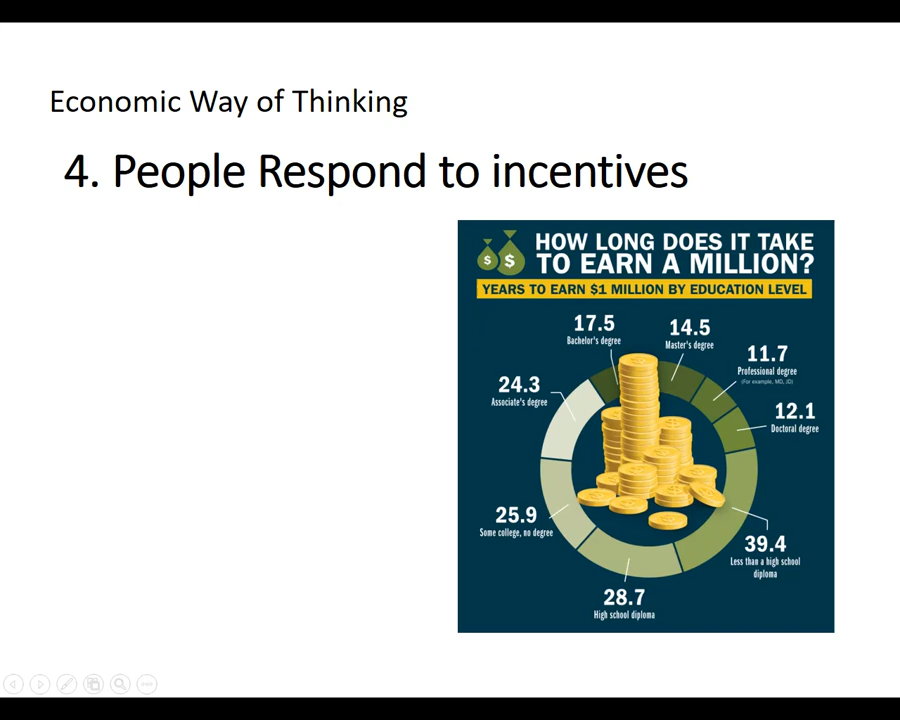 Economic Way of Thinking
4. People Respond to incentives
$ $
HOW LONG DOES IT TAKE
TO EARN A MILLION?
YEARS TO EARN $1 MILLION BY EDUCATION LEVEL
17.5
Bachelor's degree
14.5
Master's degree
11.7
Professional degree
(For example, MD, JD)
12.1
Doctoral degree
24.3
Associate's degree
25.9
Some college, no degree
39.4
Less than a high school
diploma
28.7
High school diploma